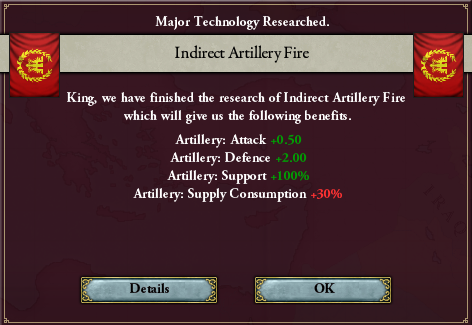 Major Technology Researched.
Indirect Artillery Fire
King, we have finished the research of Indirect Artillery Fire
which will give us the following benefits.
Artillery: Attack +0.50
Artillery: Defence +2.00
Artillery: Support +100%
Artillery: Supply Consumption +30%
Details
OK